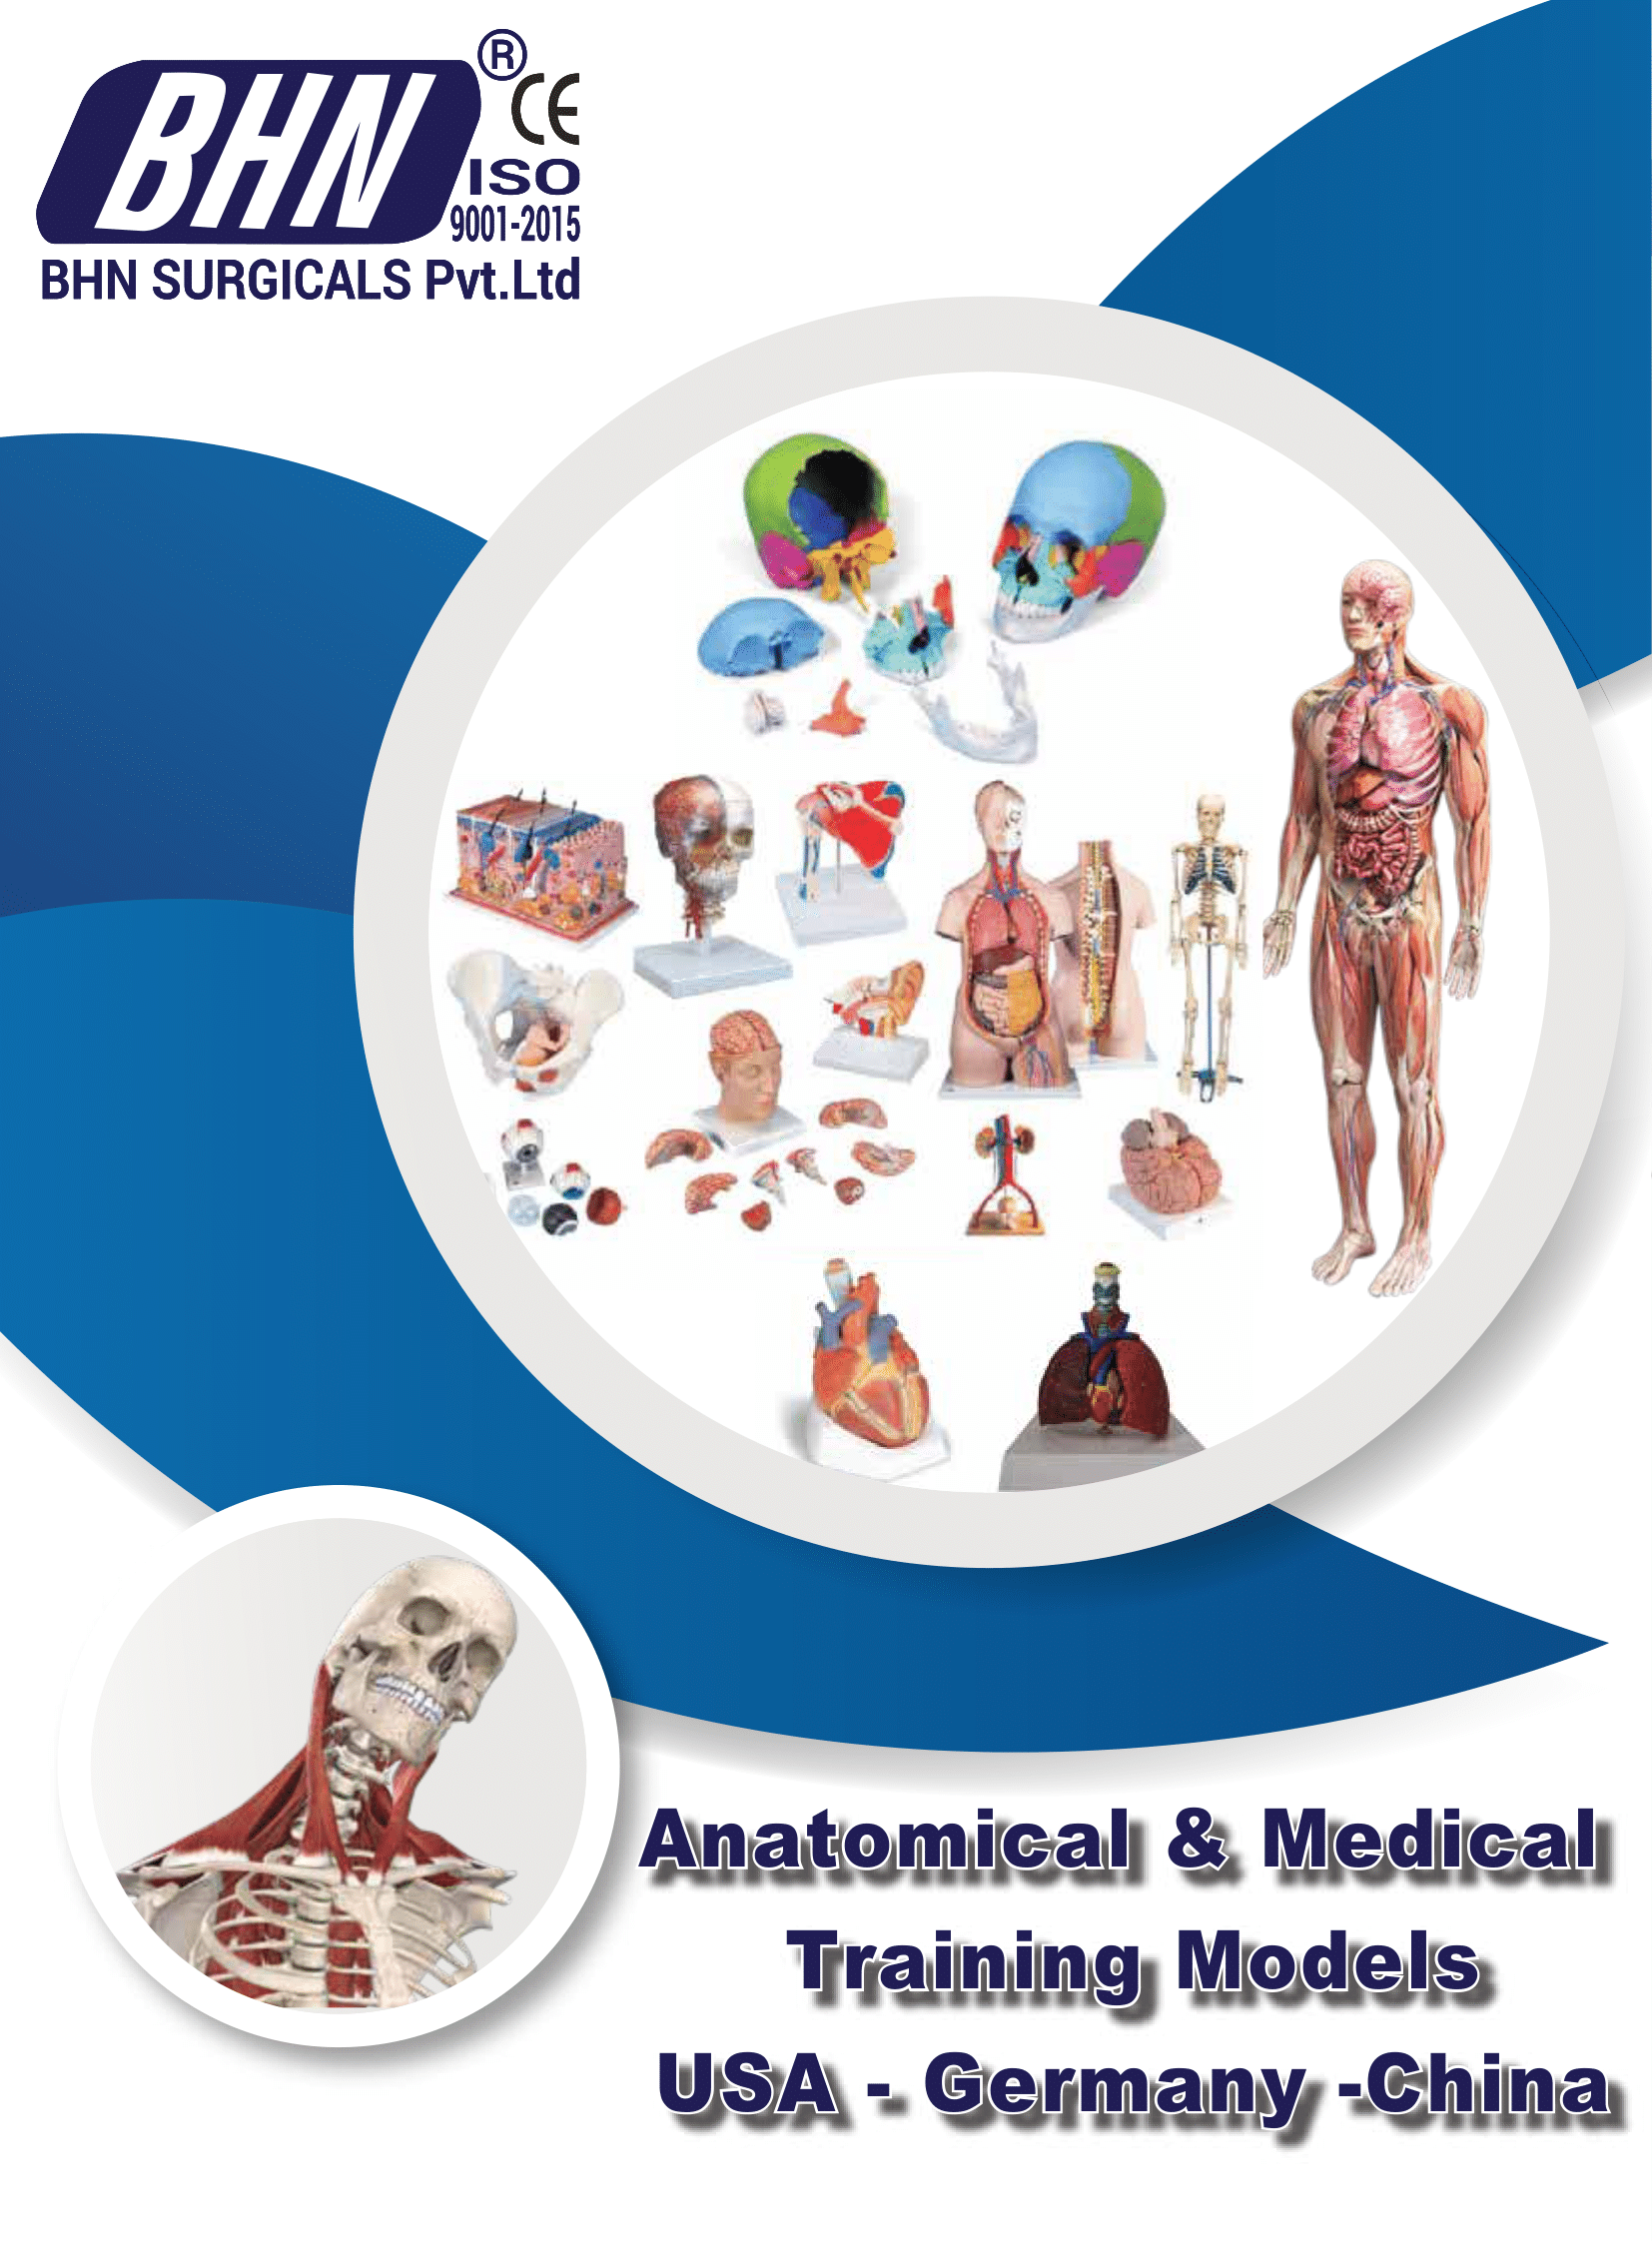 BHN
®
CE
ISO
9001-2015
BHN SURGICALS Pvt.Ltd
Anatomical & Medical
Training Models
USA - Germany -China